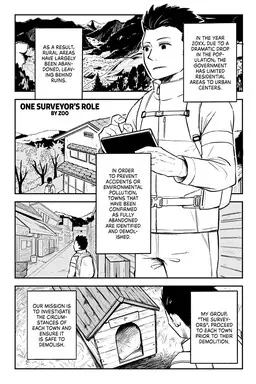 IN THE YEAR
20XX, DUE TO A
DRAMATIC DROP
IN THE POP-
ULATION, THE
GOVERNMENT
HAS LIMITED
RESIDENTIAL
AREAS TO
URBAN
CENTERS.
AS A RESULT,
RURAL AREAS
HAVE LARGELY
BEEN ABAN-
DONED, LEAV-
ING BEHIND
RUINS.
ONE SURVEYOR'S ROLE
BY ZOO
IN ORDER
TO PREVENT
ACCIDENTS OR
ENVIRONMENTAL
POLLUTION,
TOWNS THAT
HAVE BEEN
CONFIRMED
AS FULLY
ABANDONED
ARE IDENTIFIED
AND DEMOL-
ISHED.
MY GROUP,
"THE SURVEY-
ORS," PROCEED
TO EACH TOWN
PRIOR TO THEIR
DEMOLITION.
OUR MISSION IS TO
INVESTIGATE
THE CIRCUM-
STANCES OF
EACH TOWN AND
ENSURE IT
IS SAFE TO
DEMOLISH.